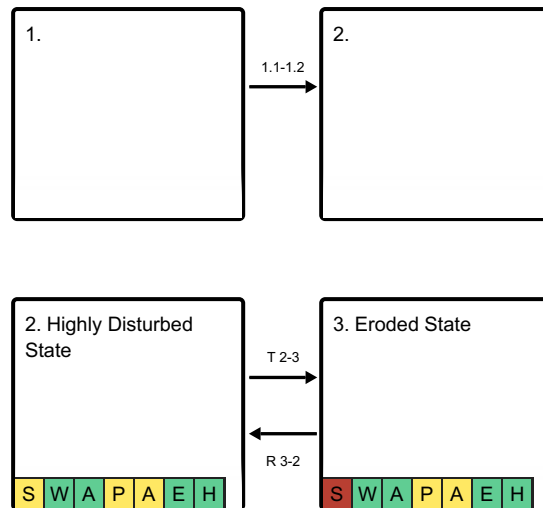 1.
1.1-1.2
2.
2. Highly Disturbed
State
T 2-3
R 3-2
3. Eroded State
S W A P A E H
S W A P A E H